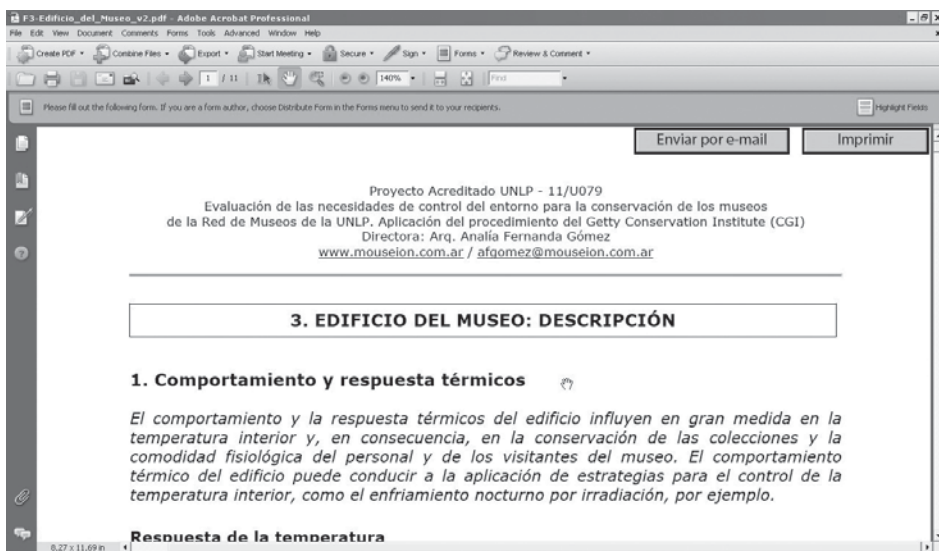 F3-Edificio_del_Museo_v2.pdf - Adobe Acrobat Professional
File Edit View Document Comments Forms Tools Advanced Window Help
Create PDF Combine Files Export Start Meeting Secure Sign Forms Review & Comment
1 / 11 140% Find
Please fill out the following form. If you are a form author, choose Distribute Form in the Forms menu to send it to your recipients. Highlight Fields
Enviar por e-mail Imprimir
Proyecto Acreditado UNLP - 11/U079
Evaluación de las necesidades de control del entorno para la conservación de los museos
de la Red de Museos de la UNLP. Aplicación del procedimiento del Getty Conservation Institute (CGI)
Directora: Arq. Analía Fernanda Gómez
www.mouseion.com.ar / afgomez@mouseion.com.ar
3. EDIFICIO DEL MUSEO: DESCRIPCIÓN
1. Comportamiento y respuesta térmicos
El comportamiento y la respuesta térmicos del edificio influyen en gran medida en la
temperatura interior y, en consecuencia, en la conservación de las colecciones y la
comodidad fisiológica del personal y de los visitantes del museo. El comportamiento
térmico del edificio puede conducir a la aplicación de estrategias para el control de la
temperatura interior, como el enfriamiento nocturno por irradiación, por ejemplo.
Respuesta de la temperatura
8,27 x 11,69 in